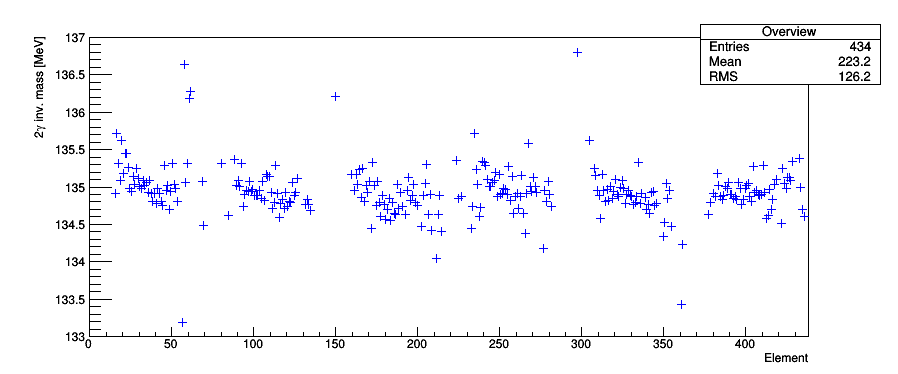 Overview
Entries 434
Mean 223.2
RMS 126.2
2γ inv. mass [MeV]
137
136.5
136
135.5
135
134.5
134
133.5
133
0 50 100 150 200 250 300 350 400
Element